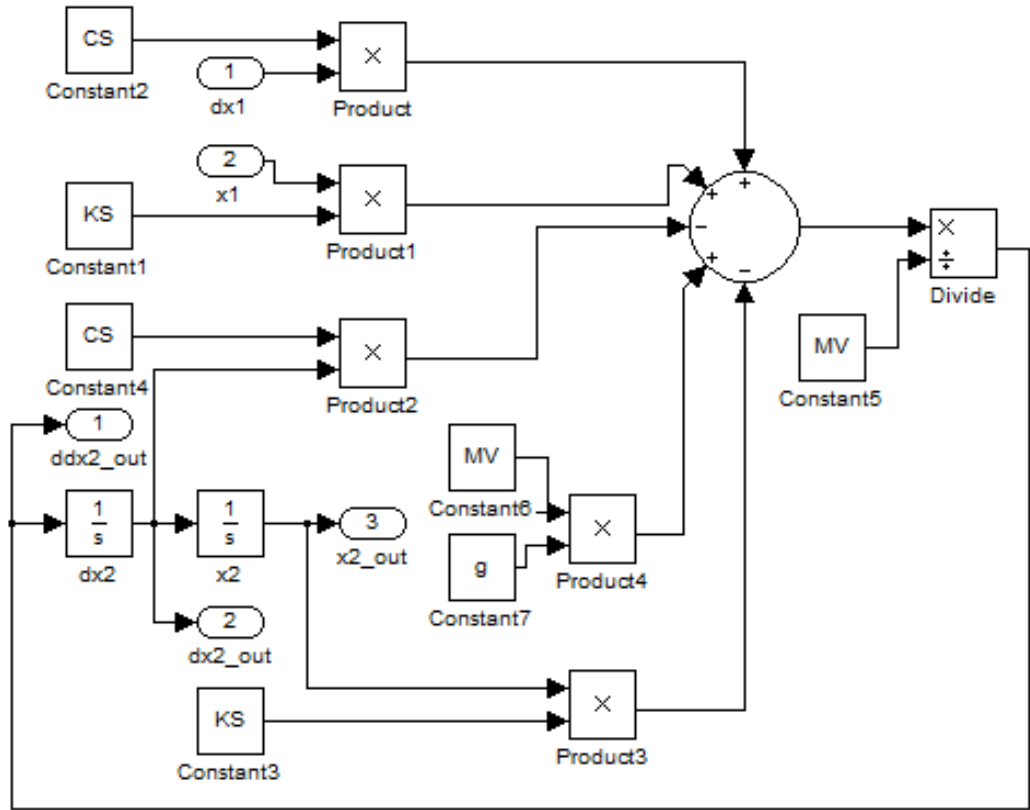 CS
Constant2
1
dx1
×
Product
2
x1
KS
Constant1
×
Product1
+
+
−
+
−
×
÷
Divide
CS
Constant4
×
Product2
MV
Constant5
1
ddx2_out
MV
Constant6
1
s
dx2
1
s
x2
3
x2_out
g
Constant7
×
Product4
2
dx2_out
KS
Constant3
×
Product3